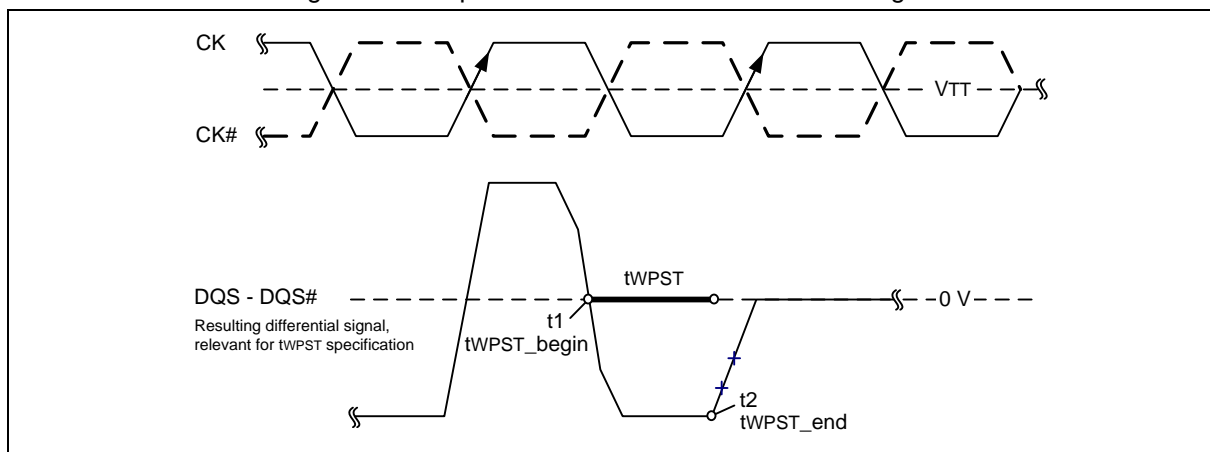 CK
VTT
CK#
tWPST
DQS - DQS#
0 V
Resulting differential signal,
relevant for tWPST specification
t1
tWPST_begin
t2
tWPST_end